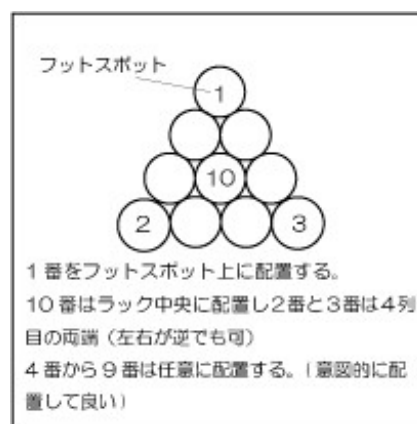 フットスポット
1
10
2
3
1番をフットスポット上に配置する。
10番はラック中央に配置し2番と3番は4列
目の両端（左右が逆でも可）
4番から9番は任意に配置する。（意図的に配
置して良い）